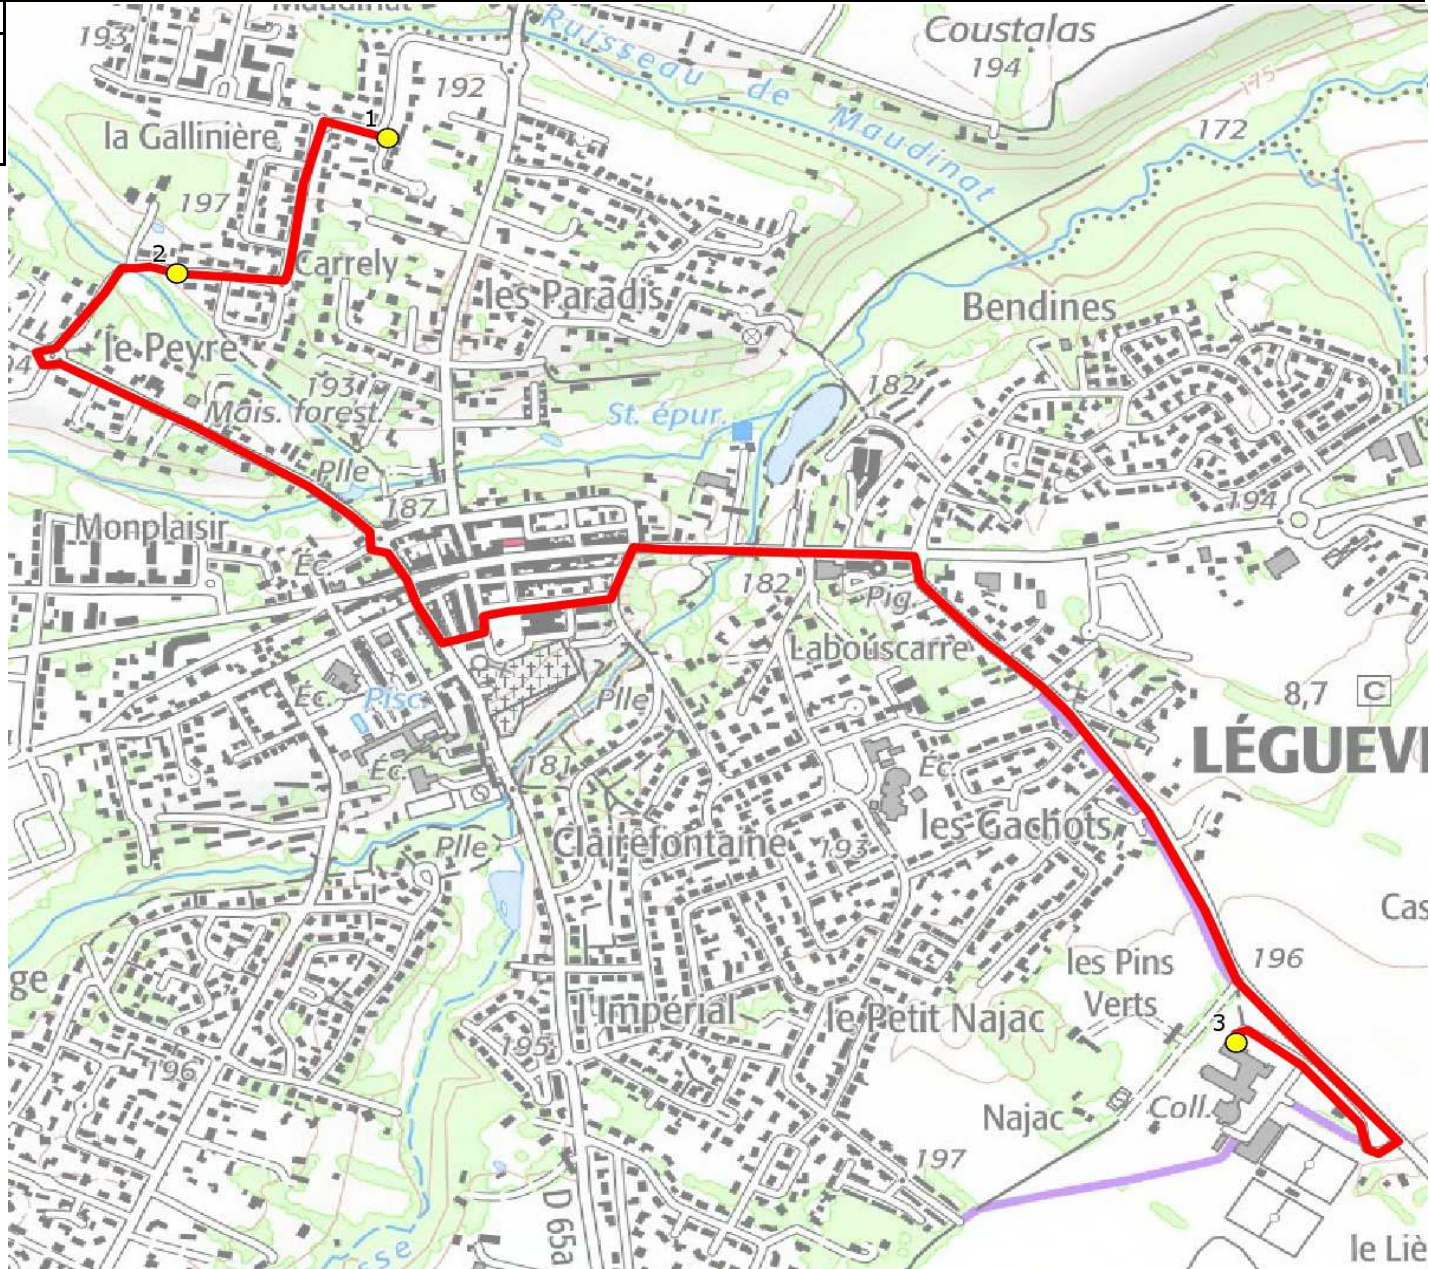 Ruisseau de Maudinat
Coustalas
193
194
192
1
172
la Gallinière
197
2
Carrely
les Paradis
Bendines
le Peyre
193
182
Mais. forest.
St. épur.
Plle
187
194
Monplaisir
Éc.
182
Pig.
Labouscarre
8,7 C
Éc.
Pisc.
Plle
LÉGUEVI
Éc.
181
S
Éc.
les Gachots
Plle
Clairefontaine
193
Cas
ge
les Pins
Verts
196
l'Impérial
le Petit Najac
3
195
196
Najac
Coll.
197
D 65a
sse
le Liè